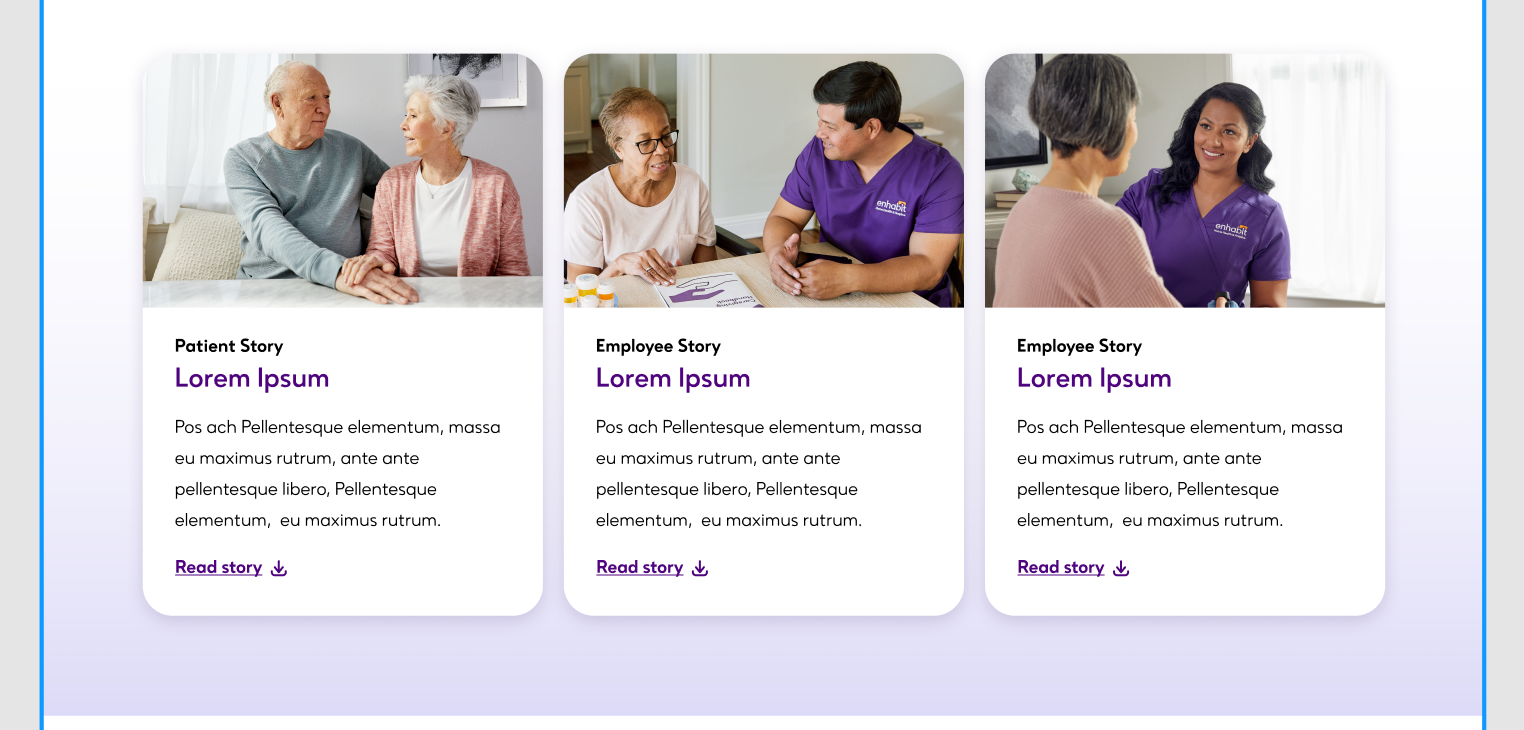 enhabit
enhabit
Caregiving
Handbook
Patient Story
Lorem Ipsum
Pos ach Pellentesque elementum, massa
eu maximus rutrum, ante ante
pellentesque libero, Pellentesque
elementum,  eu maximus rutrum.
Read story
Employee Story
Lorem Ipsum
Pos ach Pellentesque elementum, massa
eu maximus rutrum, ante ante
pellentesque libero, Pellentesque
elementum,  eu maximus rutrum.
Read story
Employee Story
Lorem Ipsum
Pos ach Pellentesque elementum, massa
eu maximus rutrum, ante ante
pellentesque libero, Pellentesque
elementum,  eu maximus rutrum.
Read story